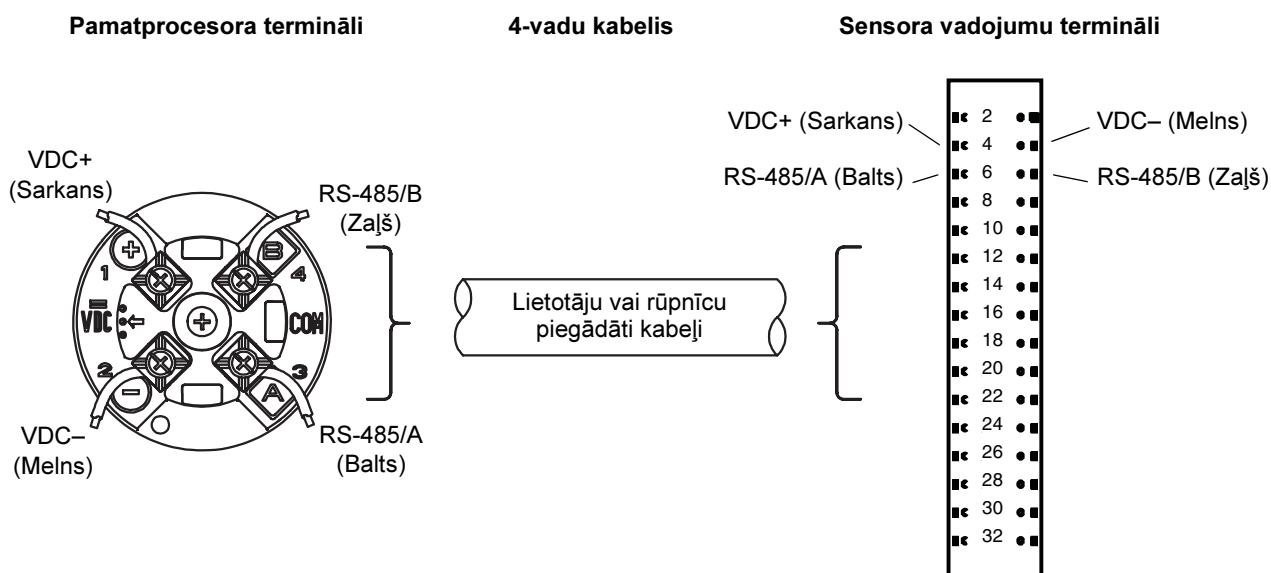 Pamatprocesora termināli
4-vadu kabelis
Sensora vadojumu termināli
VDC+
(Sarkans)
RS-485/B
(Zaļš)
+
B
1
4
VDC
COM
2
3
–
A
VDC–
(Melns)
RS-485/A
(Balts)
Lietotāju vai rūpnīcu
piegādāti kabeļi
VDC+ (Sarkans)
VDC– (Melns)
RS-485/A (Balts)
RS-485/B (Zaļš)
2
4
6
8
10
12
14
16
18
20
22
24
26
28
30
32